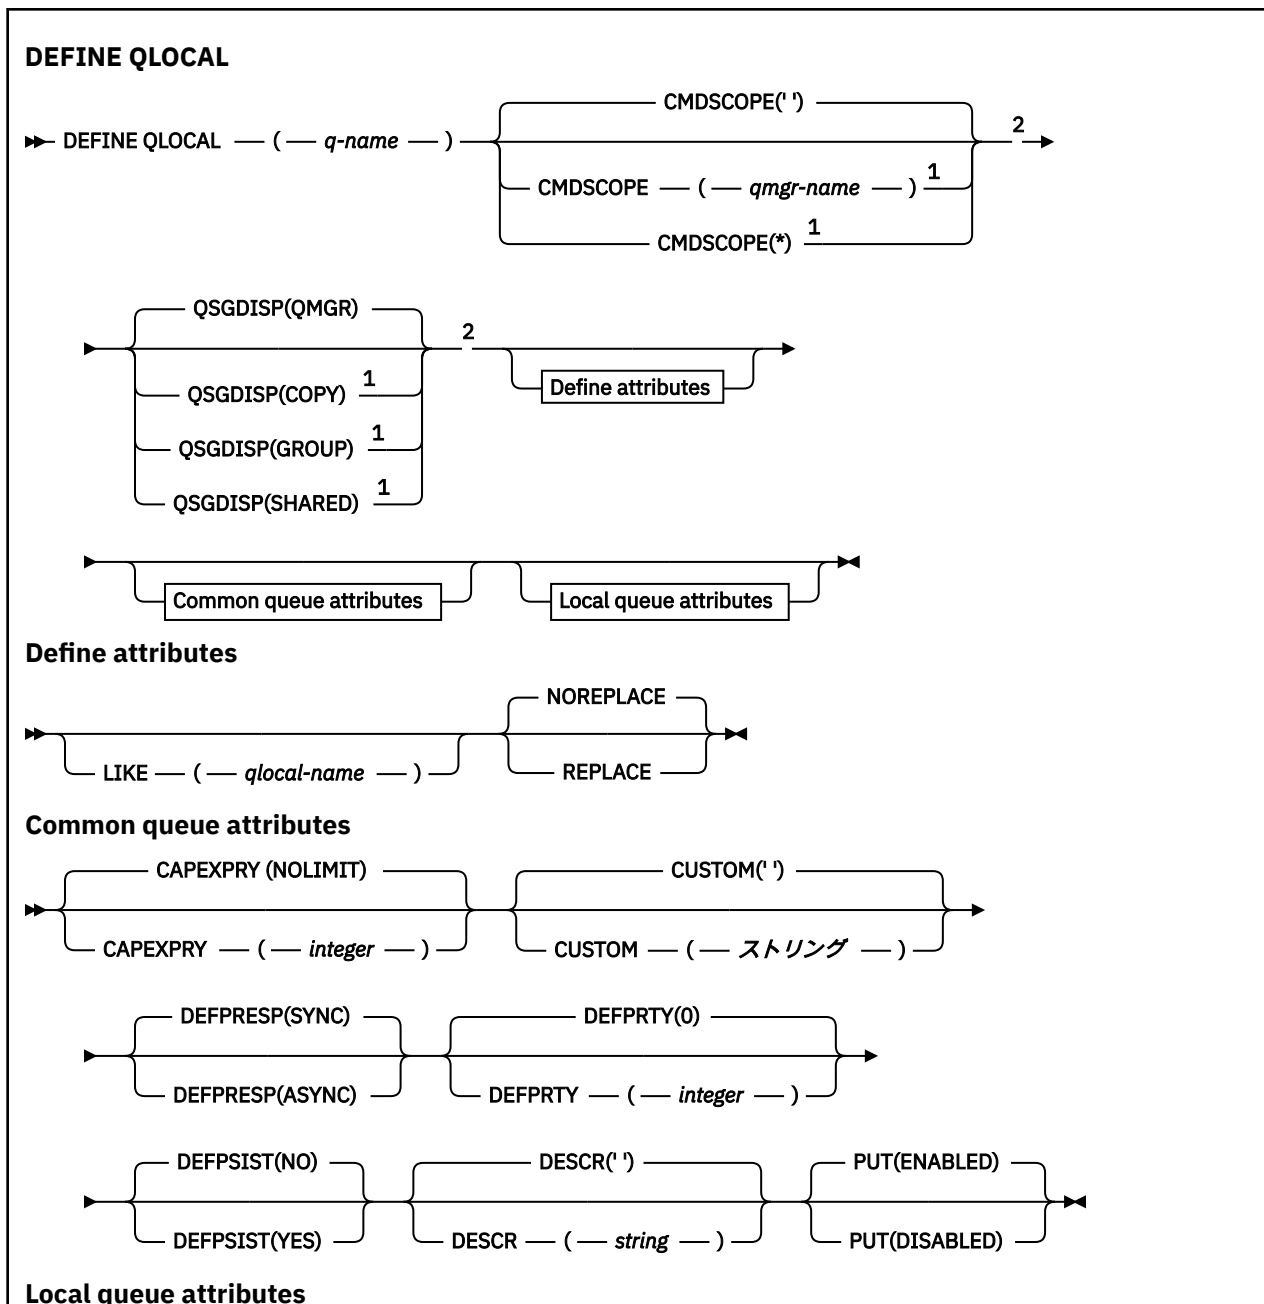 DEFINE QLOCAL
CMDSCOPE(' ')
DEFINE QLOCAL ( q-name ) 2
CMDSCOPE ( qmgr-name ) 1
CMDSCOPE(*) 1
QSGDISP(QMGR)
2
QSGDISP(COPY) 1 Define attributes
QSGDISP(GROUP) 1
QSGDISP(SHARED) 1
Common queue attributes Local queue attributes
Define attributes
NOREPLACE
LIKE ( qlocal-name ) REPLACE
Common queue attributes
CAPEXPRY (NOLIMIT) CUSTOM(' ')
CAPEXPRY ( integer ) CUSTOM ( ストリング )
DEFPRESP(SYNC) DEFPRTY(0)
DEFPRESP(ASYNC) DEFPRTY ( integer )
DEFPSIST(NO) DESCR(' ') PUT(ENABLED)
DEFPSIST(YES) DESCR ( string ) PUT(DISABLED)
Local queue attributes